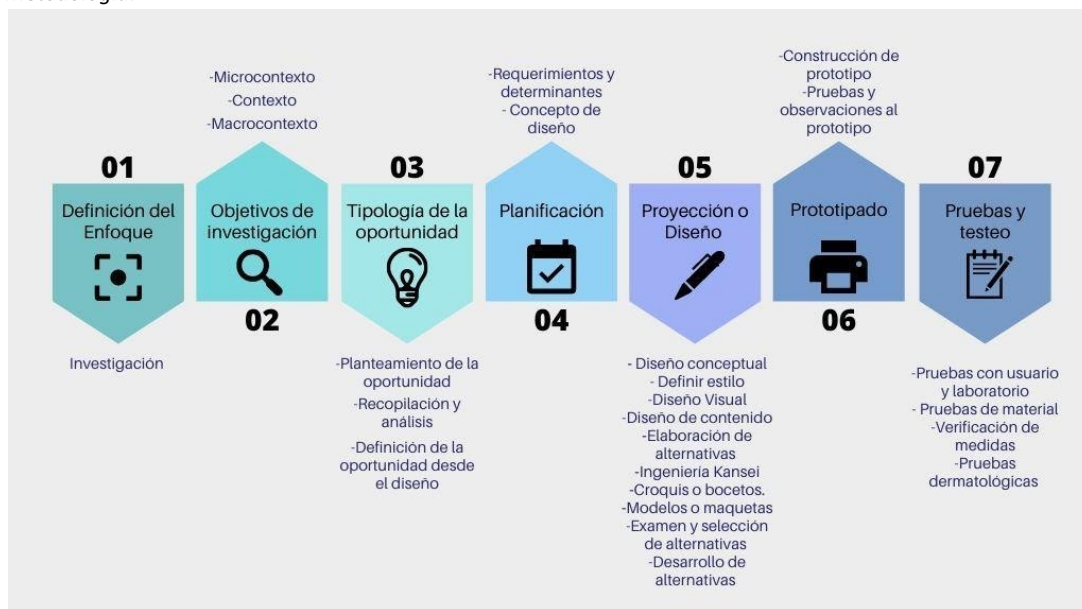 01
Definición del
Enfoque
Investigación
-Microcontexto
-Contexto
-Macrocontexto
Objetivos de
investigación
02
03
Tipología de la
oportunidad
-Planteamiento de la
oportunidad
-Recopilación y
análisis
-Definición de la
oportunidad desde
el diseño
-Requerimientos y
determinantes
- Concepto de
diseño
Planificación
04
05
Proyección o
Diseño
- Diseño conceptual
- Definir estilo
-Diseño Visual
-Diseño de contenido
-Elaboración de
alternativas
-Ingeniería Kansei
-Croquis o bocetos.
-Modelos o maquetas
-Examen y selección
de alternativas
-Desarrollo de
alternativas
-Construcción de
prototipo
-Pruebas y
observaciones al
prototipo
Prototipado
06
07
Pruebas y
testeo
-Pruebas con usuario
y laboratorio
- Pruebas de material
-Verificación de
medidas
-Pruebas
dermatológicas